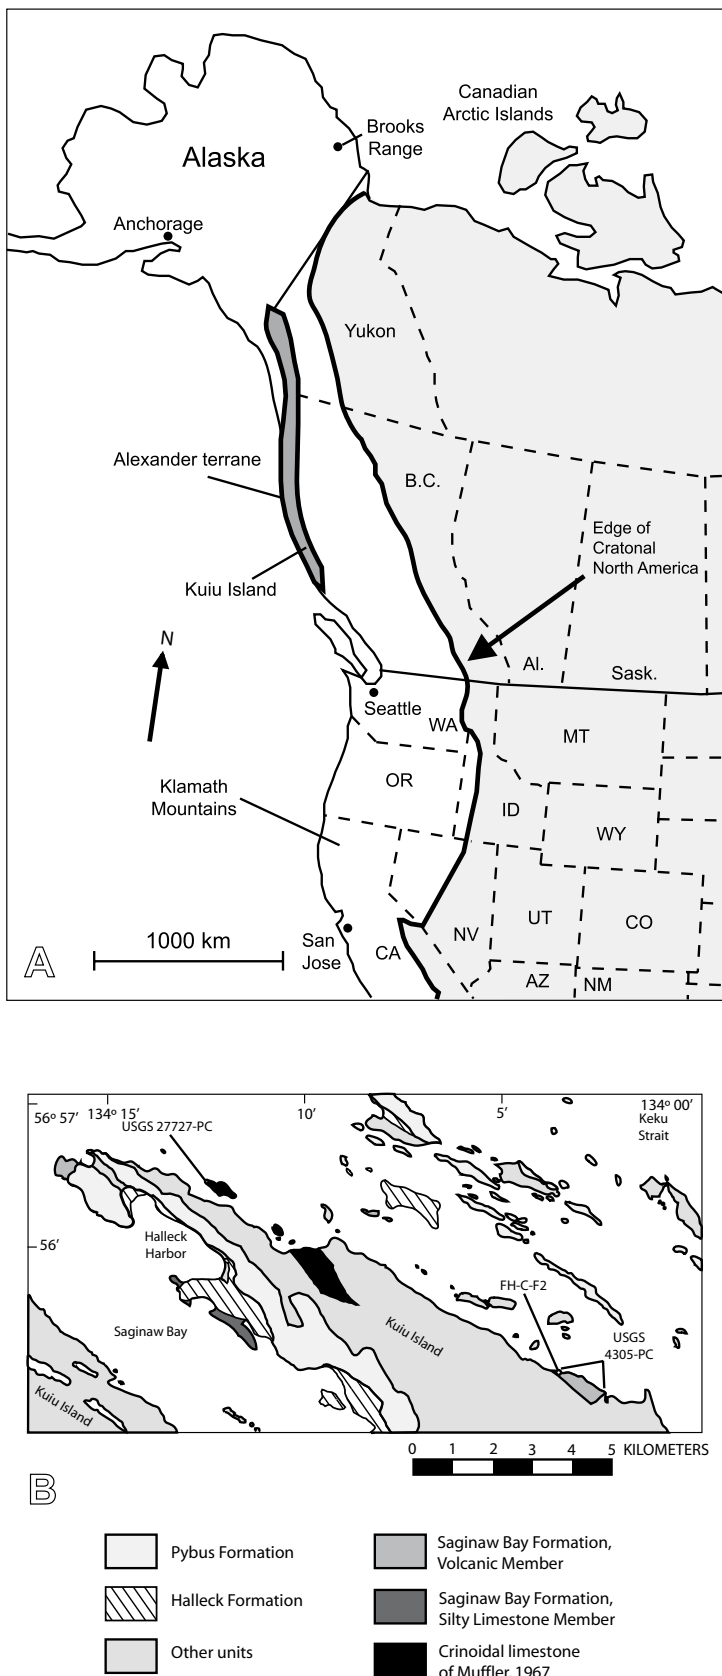 Canadian
Arctic Islands
Brooks
Range
Alaska
Anchorage
Yukon
Alexander terrane
B.C.
Edge of
Cratonal
North America
Kuiu Island
N
Al.
Sask.
Seattle
WA
MT
Klamath
Mountains
OR
ID
WY
1000 km
San
Jose
CA
NV
UT
CO
AZ
NM
A
56º 57’
134º 15’
10’
5’
134º 00’
USGS 27727-PC
Keku
Strait
Halleck
Harbor
56’
FH-C-F2
Saginaw Bay
Kuiu Island
USGS
4305-PC
Kuiu Island
0 1 2 3 4 5 KILOMETERS
B
Pybus Formation
Halleck Formation
Other units
Saginaw Bay Formation,
Volcanic Member
Saginaw Bay Formation,
Silty Limestone Member
Crinoidal limestone
of Muffler, 1967